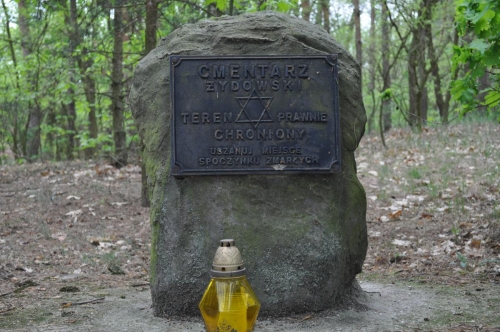 CMENTARZ
ŻYDOWSKI
TEREN PRAWNIE
CHRONIONY
USZANUJ MIEJSCE
SPOCZYNKU ZMARŁYCH